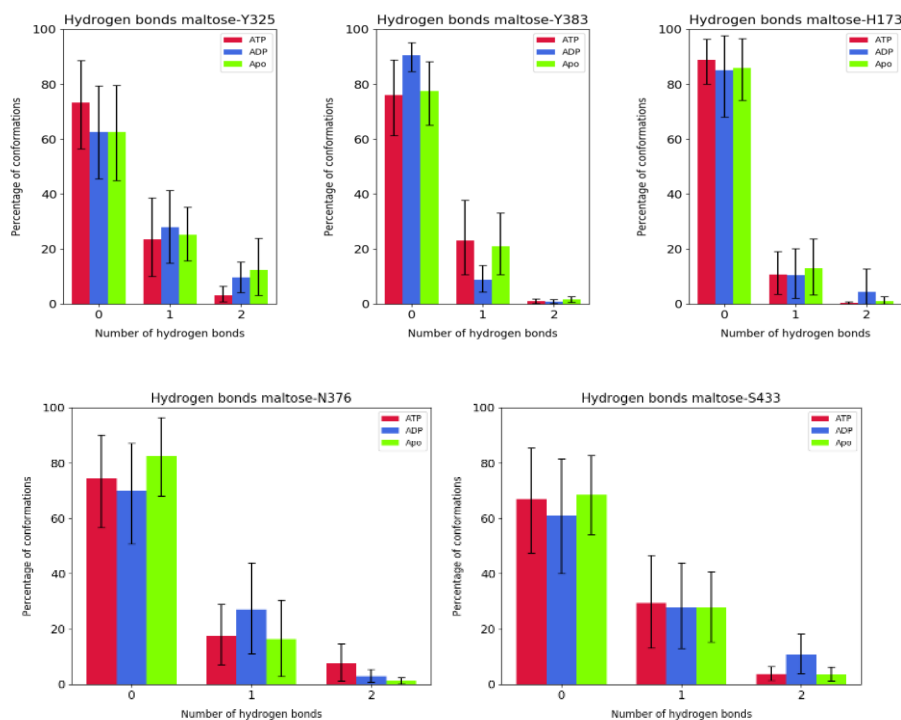 Hydrogen bonds maltose-Y325
100
80
60
40
20
0
Percentage of conformations
ATP
ADP
Apo
0 1 2
Number of hydrogen bonds
Hydrogen bonds maltose-Y383
100
80
60
40
20
0
Percentage of conformations
ATP
ADP
Apo
0 1 2
Number of hydrogen bonds
Hydrogen bonds maltose-H173
100
80
60
40
20
0
Percentage of conformations
ATP
ADP
Apo
0 1 2
Number of hydrogen bonds
Hydrogen bonds maltose-N376
100
80
60
40
20
0
Percentage of conformations
ATP
ADP
Apo
0 1 2
Number of hydrogen bonds
Hydrogen bonds maltose-S433
100
80
60
40
20
0
Percentage of conformations
ATP
ADP
Apo
0 1 2
Number of hydrogen bonds